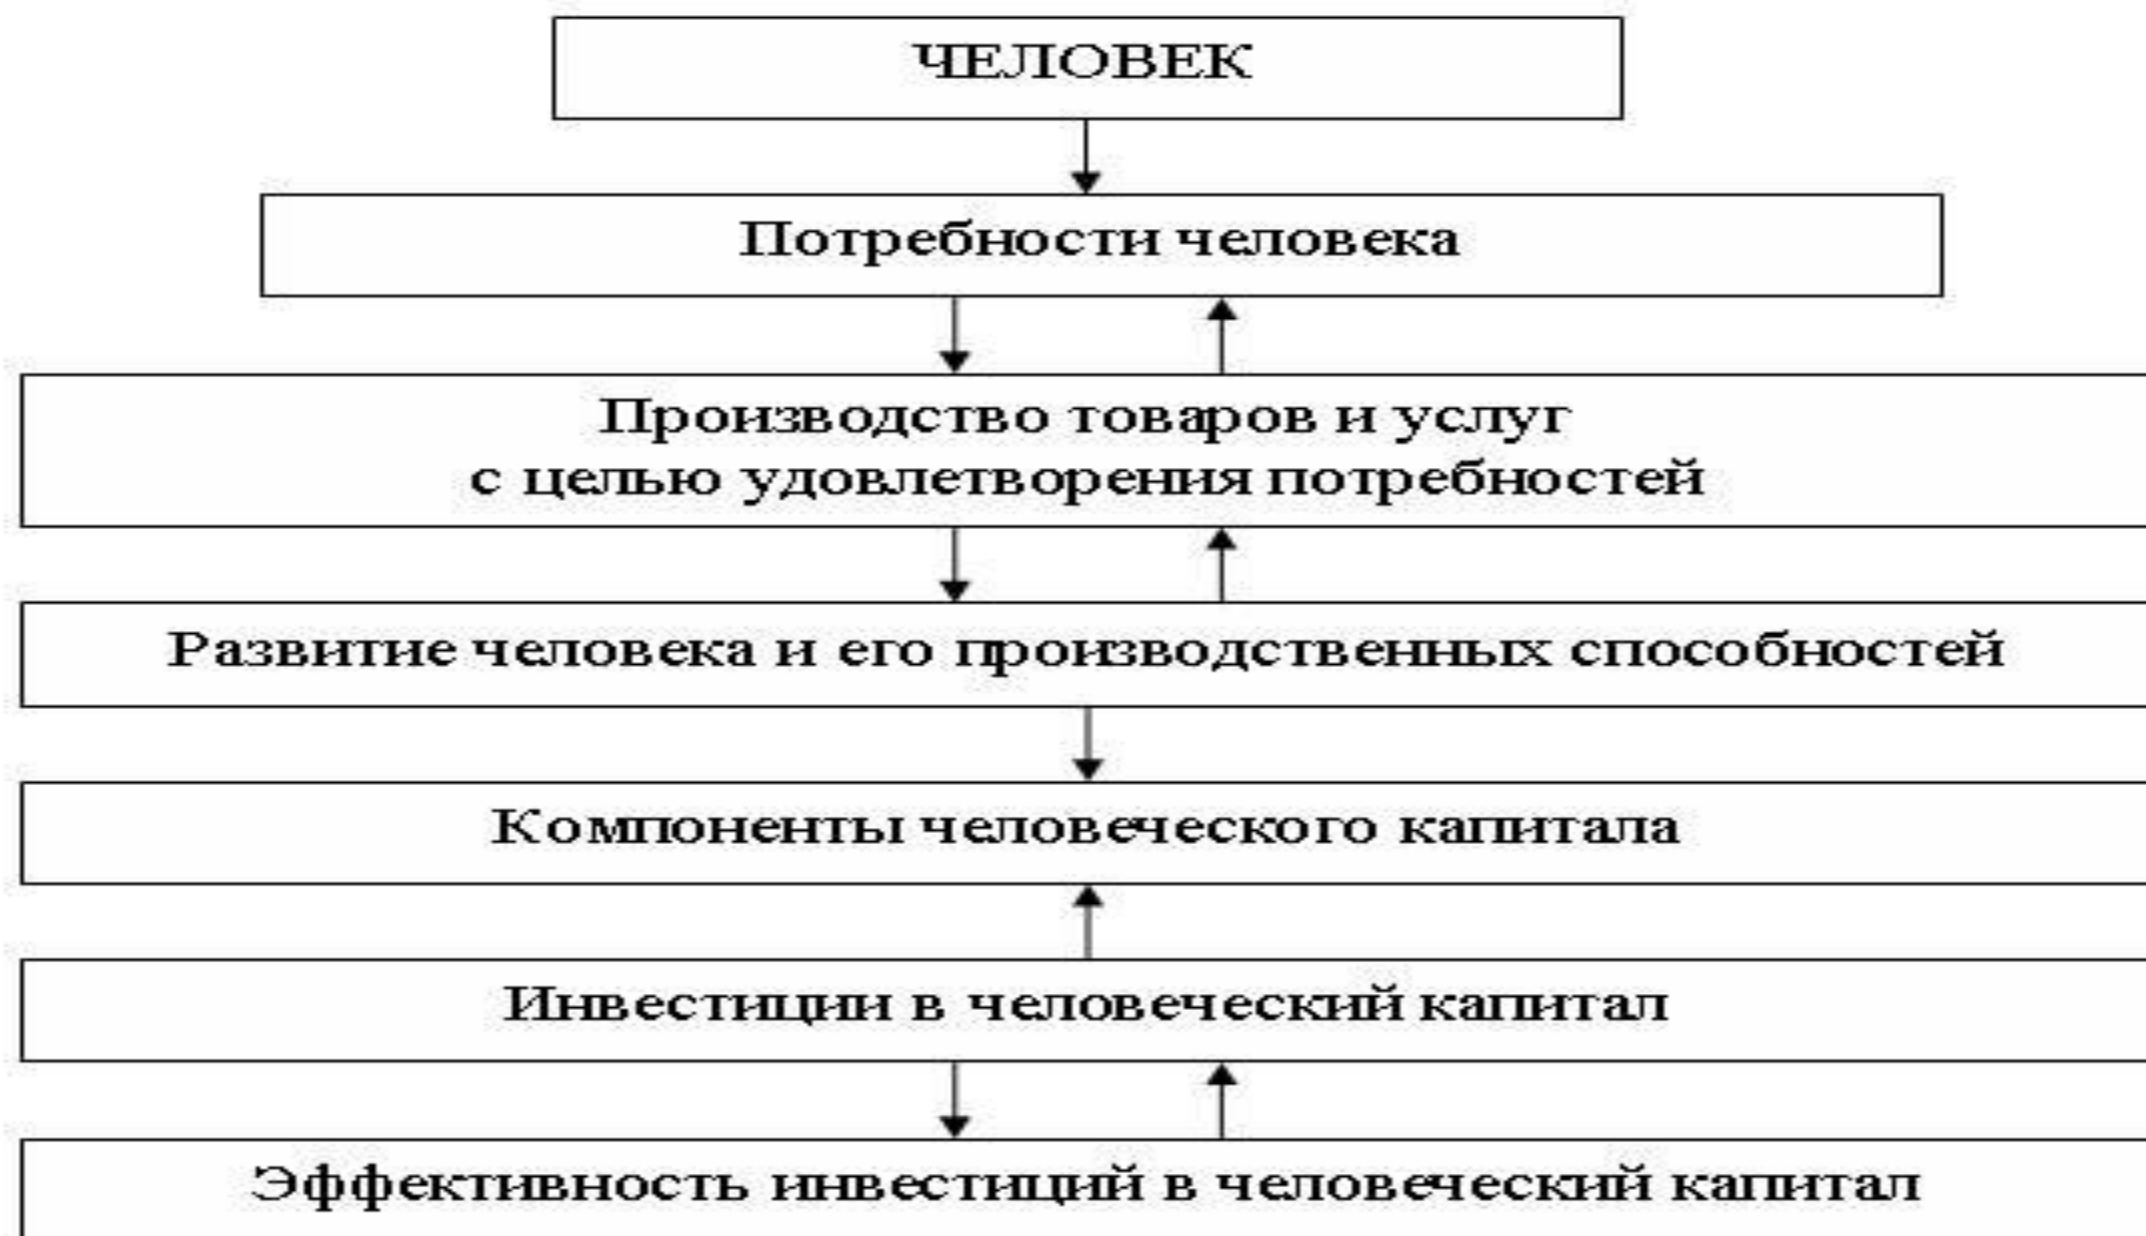 ЧЕЛОВЕК
Потребности человека
Производство товаров и услуг
с целью удовлетворения потребностей
Развитие человека и его производственных способностей
Компоненты человеческого капитала
Инвестиции в человеческий капитал
Эффективность инвестиций в человеческий капитал